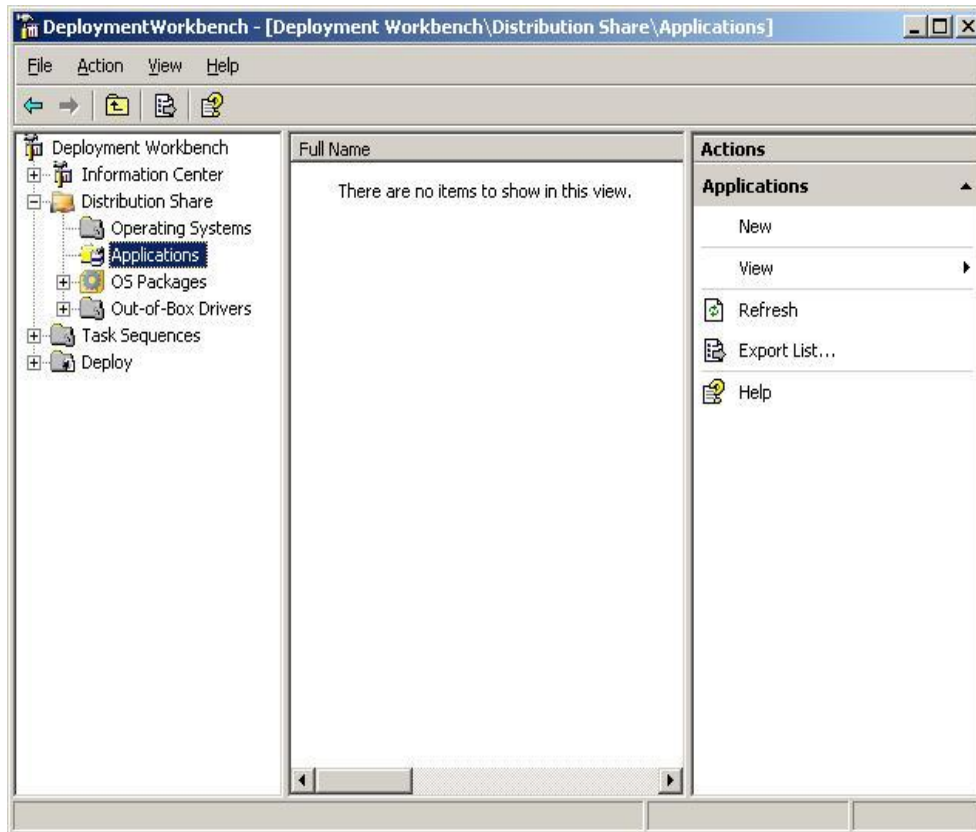 DeploymentWorkbench - [Deployment Workbench\Distribution Share\Applications]
File Action View Help
Deployment Workbench
Information Center
Distribution Share
Operating Systems
Applications
OS Packages
Out-of-Box Drivers
Task Sequences
Deploy
Full Name
There are no items to show in this view.
Actions
Applications
New
View
Refresh
Export List...
Help